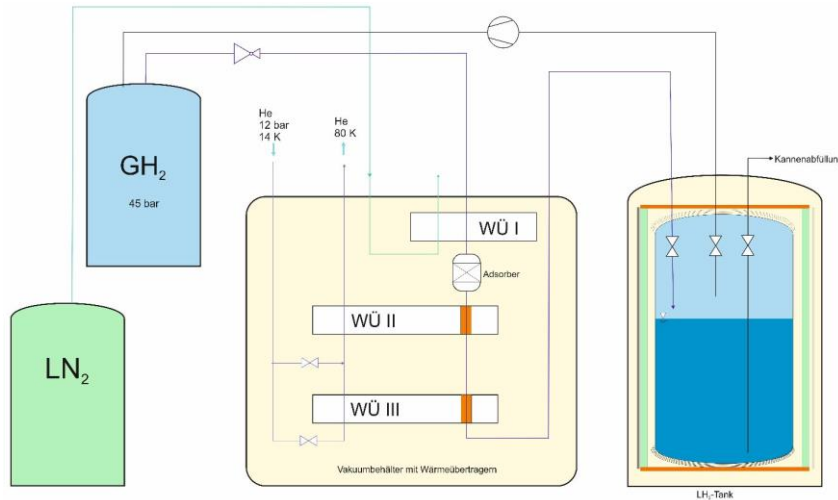 He
12 bar
14 K
He
80 K
Kannenabfüllun
GH₂
45 bar
WÜ I
Adsorber
WÜ II
LN₂
WÜ III
Vakuumbehälter mit Wärmeübertragern
LH₂-Tank